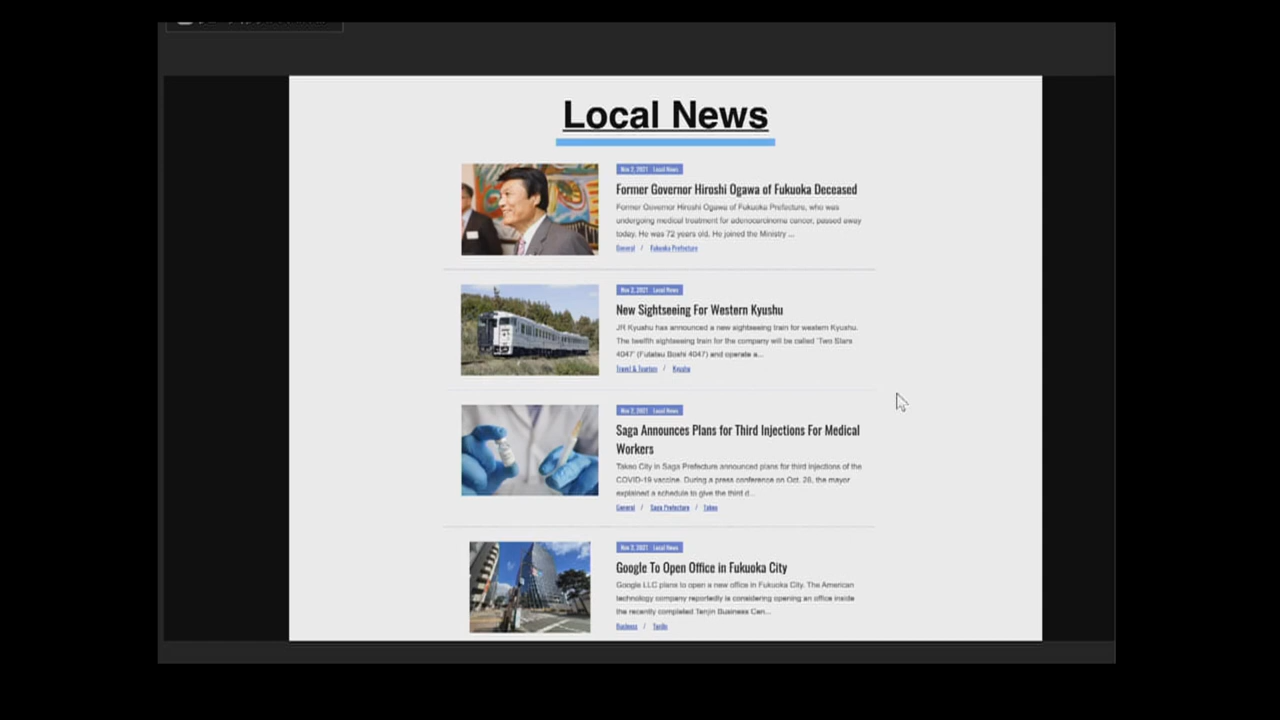 Local News
Nov 2, 2021 Local News
Former Governor Hiroshi Ogawa of Fukuoka Deceased
Former Governor Hiroshi Ogawa of Fukuoka Prefecture, who was
undergoing medical treatment for adenocarcinoma cancer, passed away
today. He was 72 years old. He joined the Ministry ...
General / Fukuoka Prefecture
Nov 2, 2021 Local News
New Sightseeing For Western Kyushu
JR Kyushu has announced a new sightseeing train for western Kyushu.
The twelfth sightseeing train for the company will be called 'Two Stars
4047' (Futatsu Boshi 4047) and operate a...
Travel & Tourism / Kyushu
Nov 2, 2021 Local News
Saga Announces Plans for Third Injections For Medical
Workers
Takeo City in Saga Prefecture announced plans for third injections of the
COVID-19 vaccine. During a press conference on Oct. 26, the mayor
explained a schedule to give the third d...
General / Saga Prefecture / Takeo
Nov 2, 2021 Local News
Google To Open Office in Fukuoka City
Google LLC plans to open a new office in Fukuoka City. The American
technology company reportedly is considering opening an office inside
the recently completed Tenjin Business Cen...
Business / Tenjin